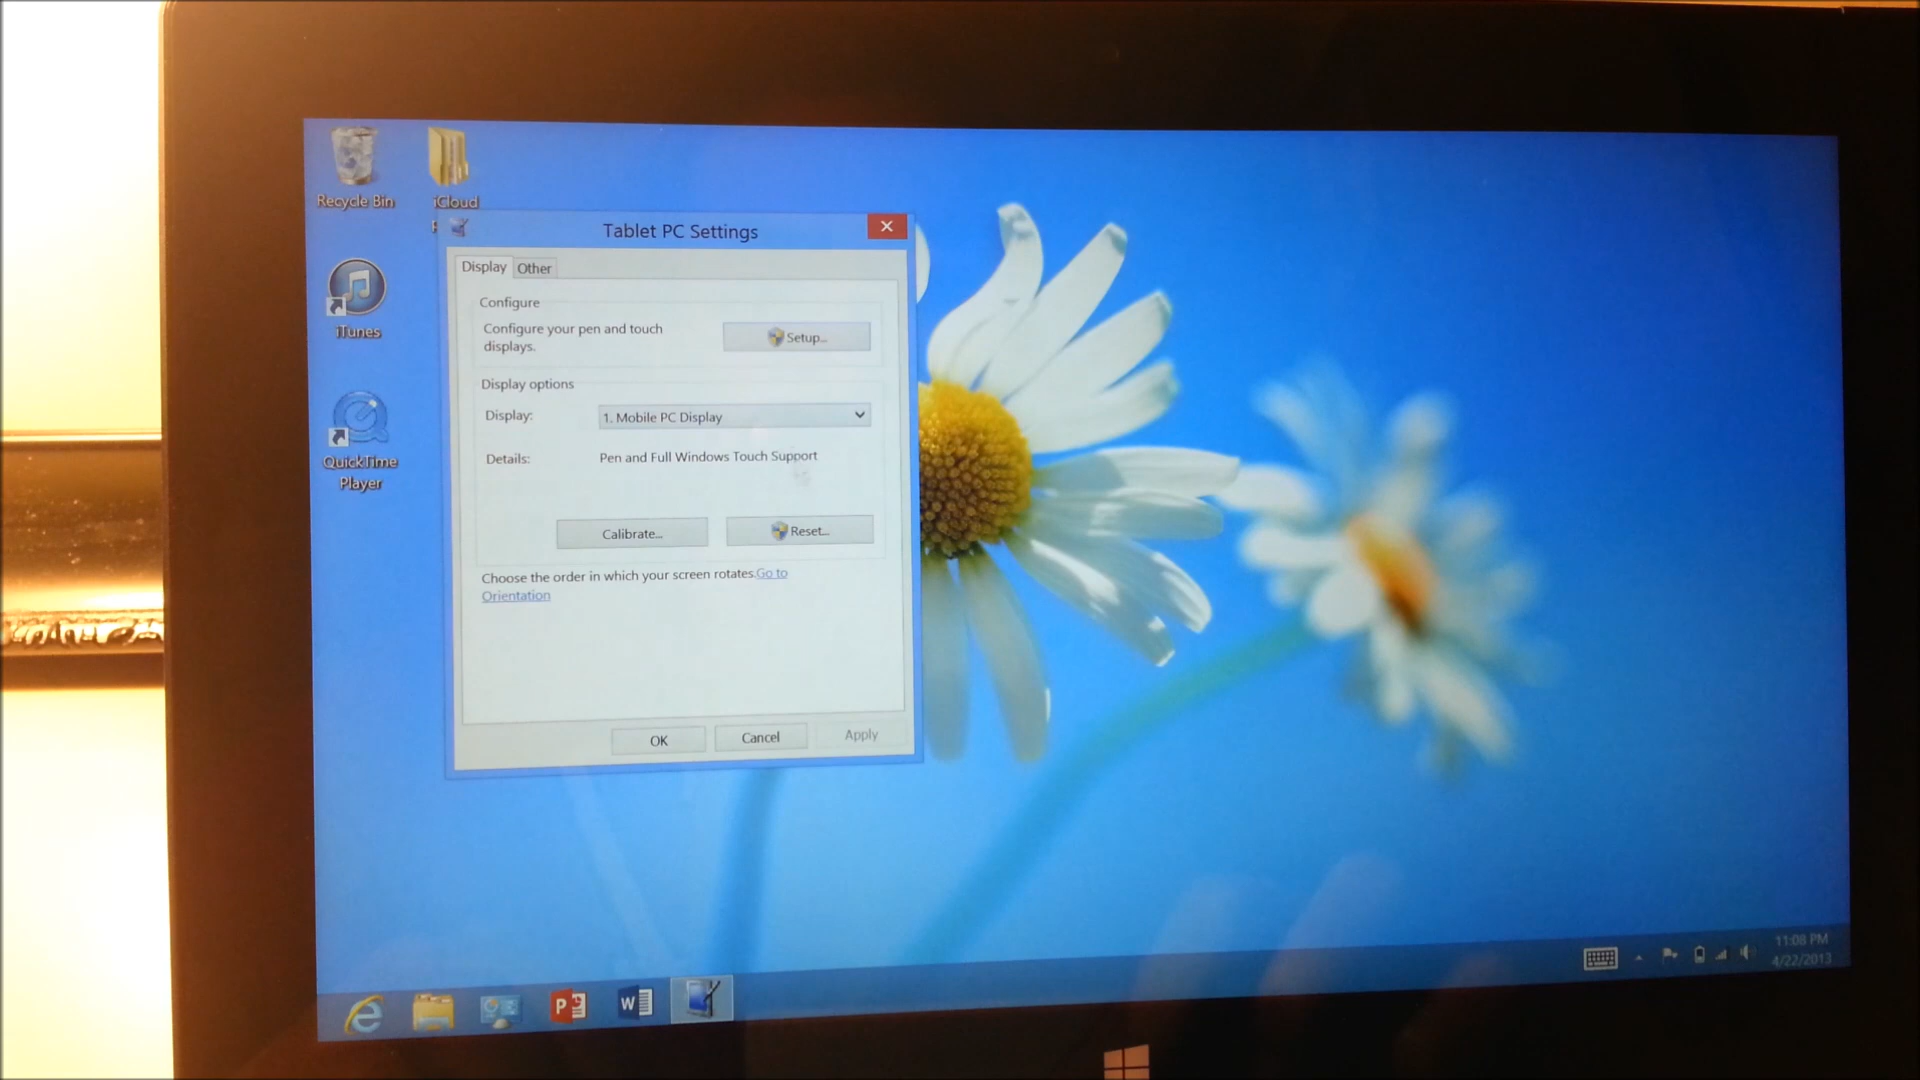 Recycle Bin
iCloud
Tablet PC Settings
Display
Other
Configure
Configure your pen and touch
displays.
Setup...
Display options
Display:
1. Mobile PC Display
Details:
Pen and Full Windows Touch Support
Calibrate...
Reset...
Choose the order in which your screen rotates.Go to
Orientation
OK
Cancel
Apply
iTunes
QuickTime
Player
11:08 PM
4/22/2013